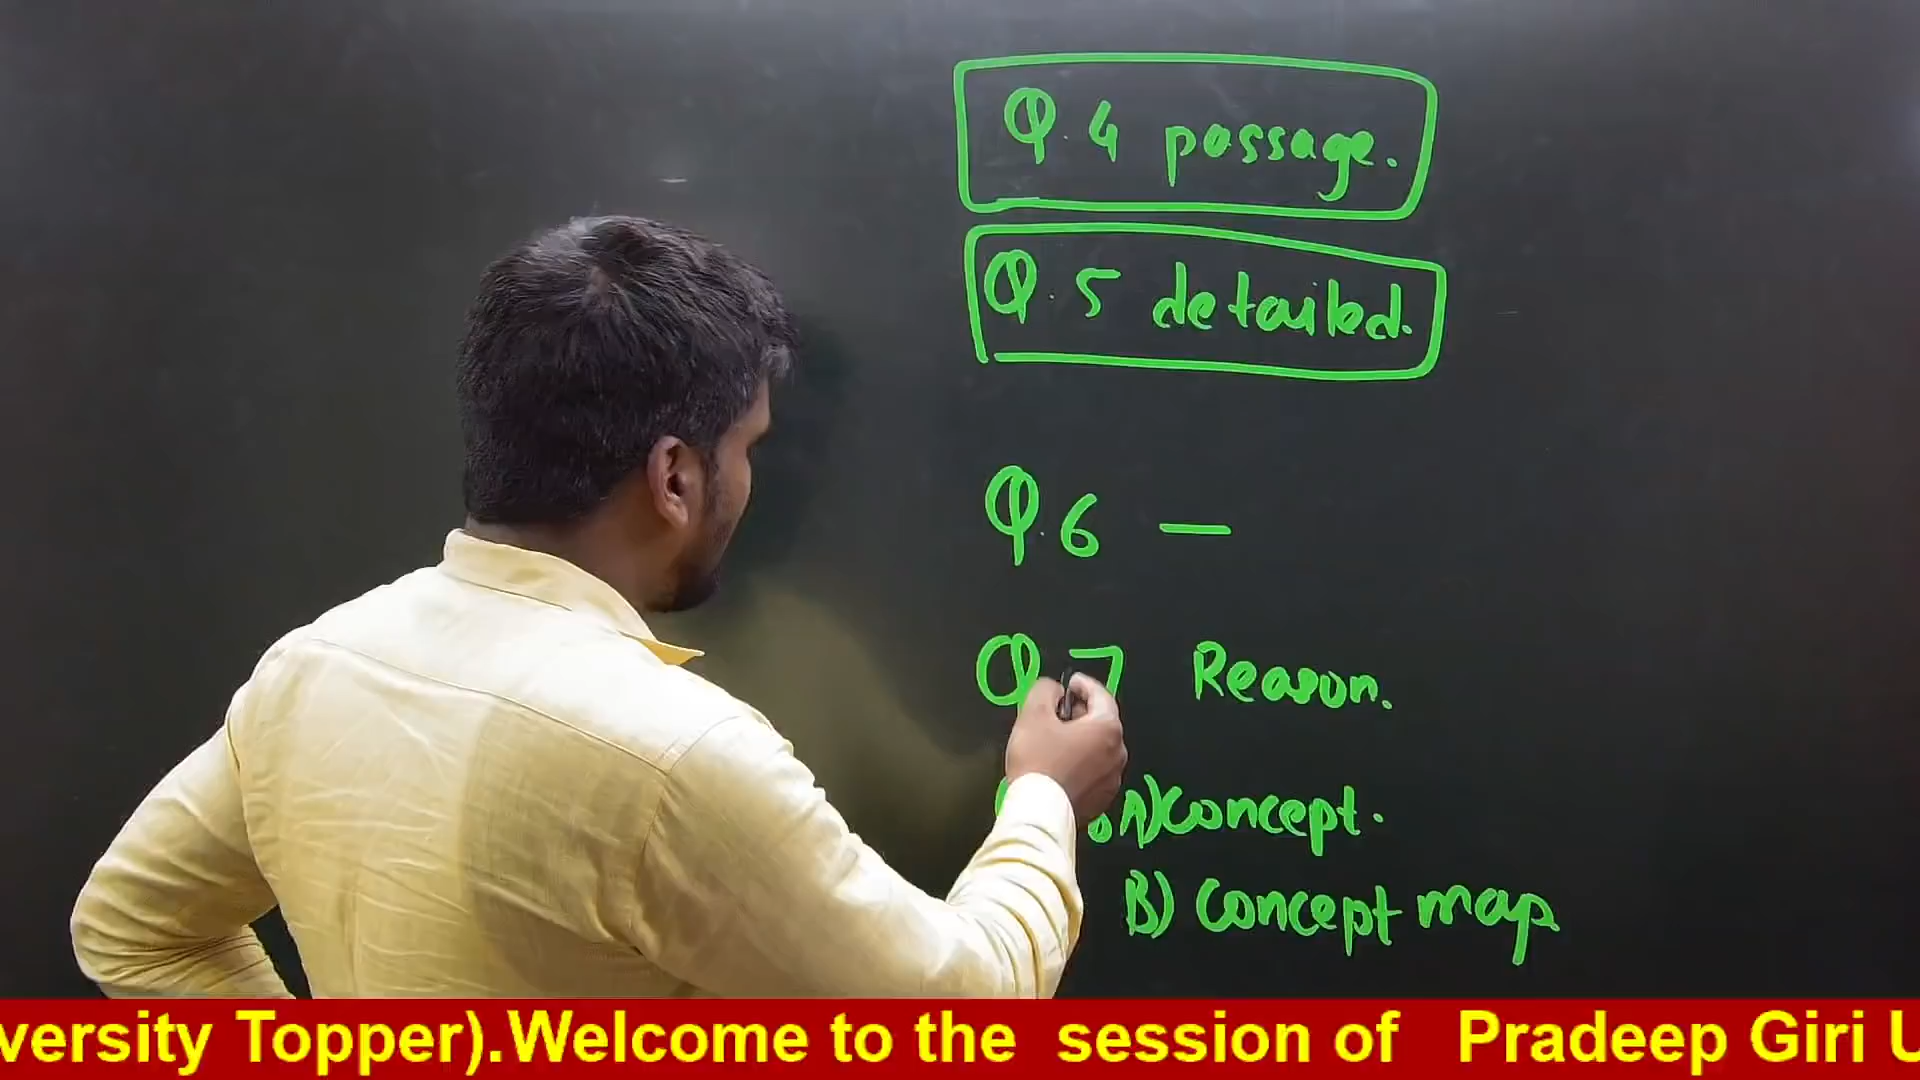 Q.4 passage.
Q.5 detailed.
Q.6 —
Q.7 Reason.
A) Concept.
B) Concept map
versity Topper).Welcome to the session of Pradeep Giri U